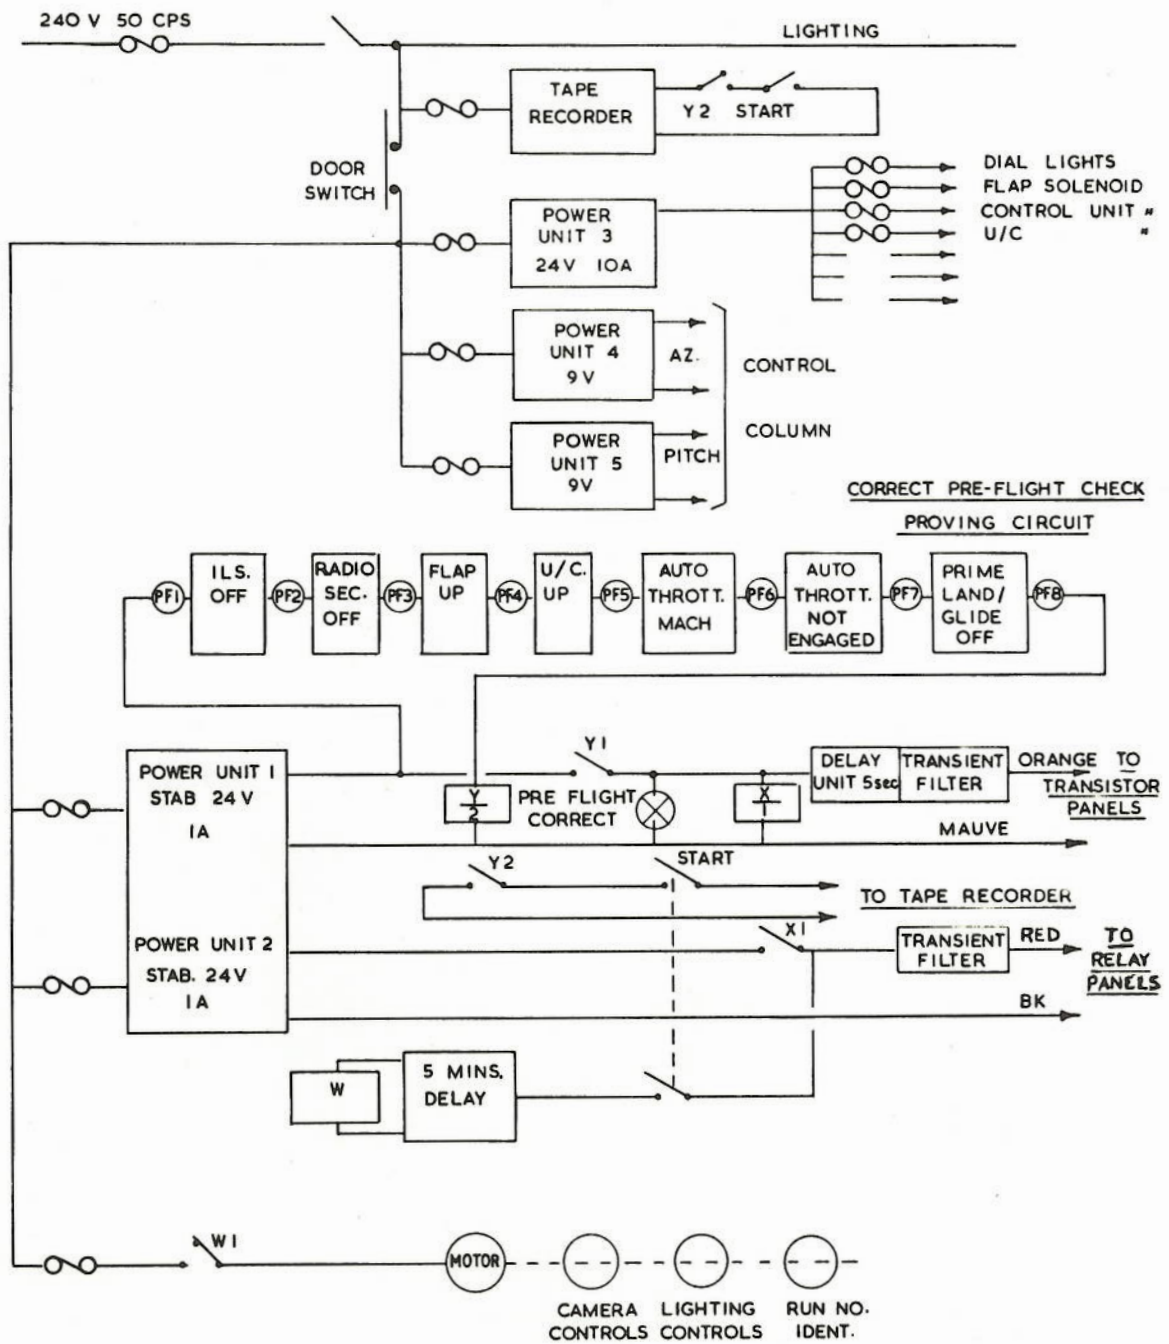 240 V 50 CPS
LIGHTING
TAPE
RECORDER
Y2 START
DOOR
SWITCH
DIAL LIGHTS
FLAP SOLENOID
CONTROL UNIT "
U/C "
POWER
UNIT 3
24V 10A
POWER
UNIT 4
9V
AZ.
CONTROL
COLUMN
POWER
UNIT 5
9V
PITCH
CORRECT PRE-FLIGHT CHECK
PROVING CIRCUIT
PF1
I.L.S.
OFF
PF2
RADIO
SEC.
OFF
PF3
FLAP
UP
PF4
U/C.
UP
PF5
AUTO
THROTT.
MACH
PF6
AUTO
THROTT.
NOT
ENGAGED
PF7
PRIME
LAND/
GLIDE
OFF
PF8
POWER UNIT 1
STAB 24V
1A
Y1
Y
2
PRE FLIGHT
CORRECT
X
1
DELAY
UNIT 5sec
TRANSIENT
FILTER
ORANGE TO
TRANSISTOR
PANELS
MAUVE
Y2
START
TO TAPE RECORDER
POWER UNIT 2
STAB. 24V
1A
X1
TRANSIENT
FILTER
RED
TO
RELAY
PANELS
BK
W
5 MINS.
DELAY
W1
MOTOR
CAMERA
CONTROLS
LIGHTING
CONTROLS
RUN NO.
IDENT.